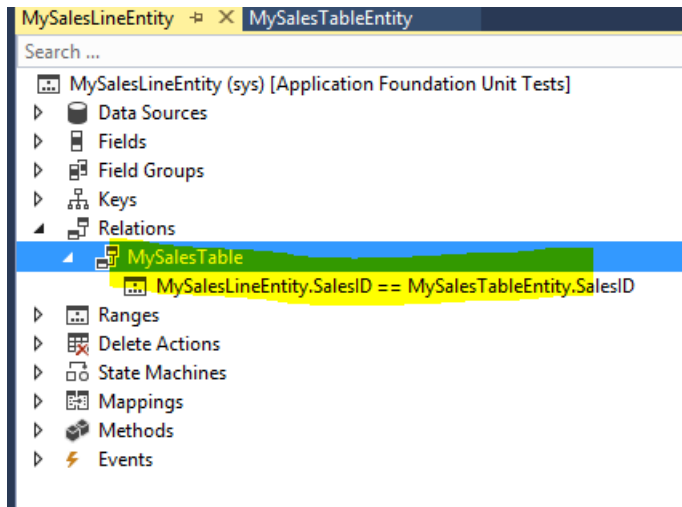 MySalesLineEntity MySalesTableEntity
Search ...
MySalesLineEntity (sys) [Application Foundation Unit Tests]
Data Sources
Fields
Field Groups
Keys
Relations
MySalesTable
MySalesLineEntity.SalesID == MySalesTableEntity.SalesID
Ranges
Delete Actions
State Machines
Mappings
Methods
Events